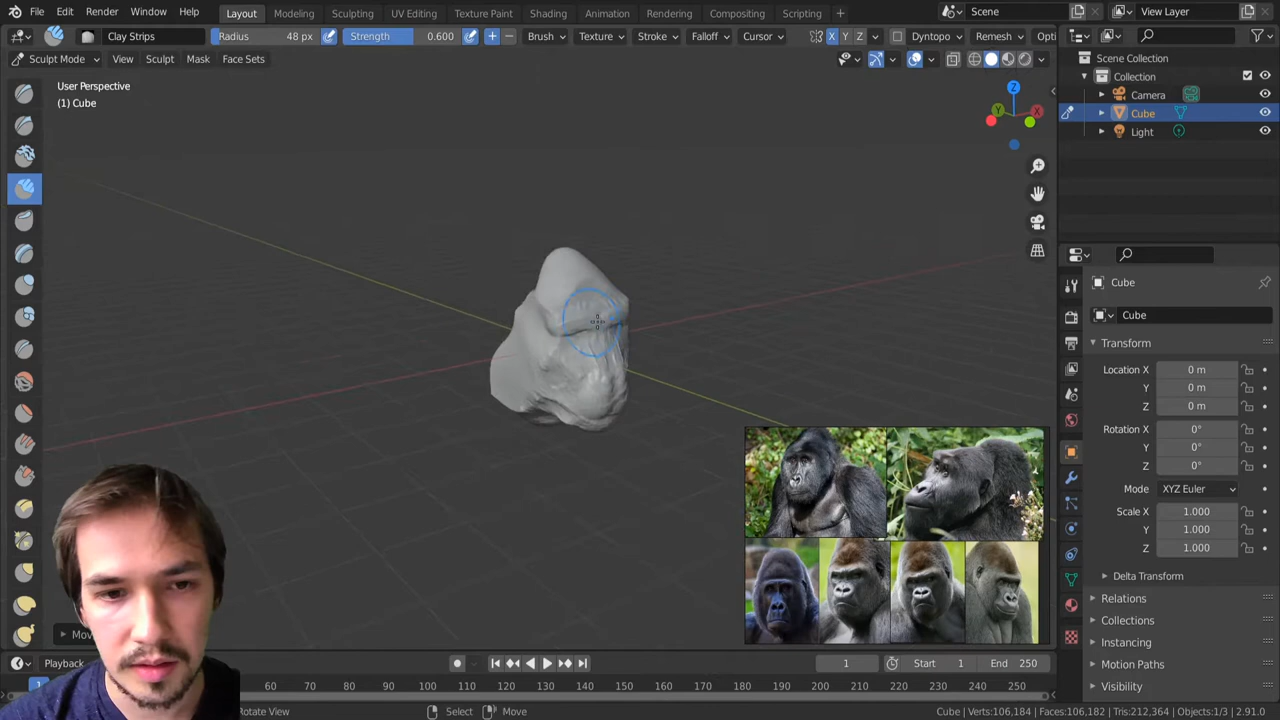 File Edit Render Window Help Layout Modeling Sculpting UV Editing Texture Paint Shading Animation Rendering Compositing Scripting + Scene View Layer
Clay Strips Radius 48 px Strength 0.600 + − Brush Texture Stroke Falloff Cursor X Y Z Dyntopo Remesh Opti
Sculpt Mode View Sculpt Mask Face Sets
Scene Collection
Collection
Camera
Cube
Light
User Perspective
(1) Cube
Z
Y
X
Cube
Cube
Transform
Location X 0 m
Y 0 m
Z 0 m
Rotation X 0°
Y 0°
Z 0°
Mode XYZ Euler
Scale X 1.000
Y 1.000
Z 1.000
Delta Transform
Relations
Collections
Instancing
Motion Paths
Visibility
Playback 1 Start 1 End 250
60 70 80 90 100 110 120 130 140 150 160 170 180 190 200 210 220 230 240 250
Rotate View Select Move Cube | Verts:106,184 | Faces:106,182 | Tris:212,364 | Objects:1/3 | 2.91.0